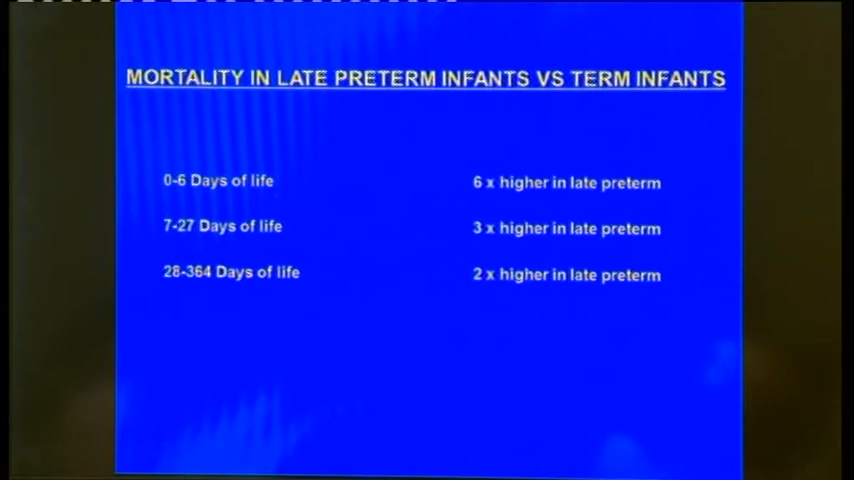 MORTALITY IN LATE PRETERM INFANTS VS TERM INFANTS
0-6 Days of life 6 x higher in late preterm
7-27 Days of life 3 x higher in late preterm
28-364 Days of life 2 x higher in late preterm